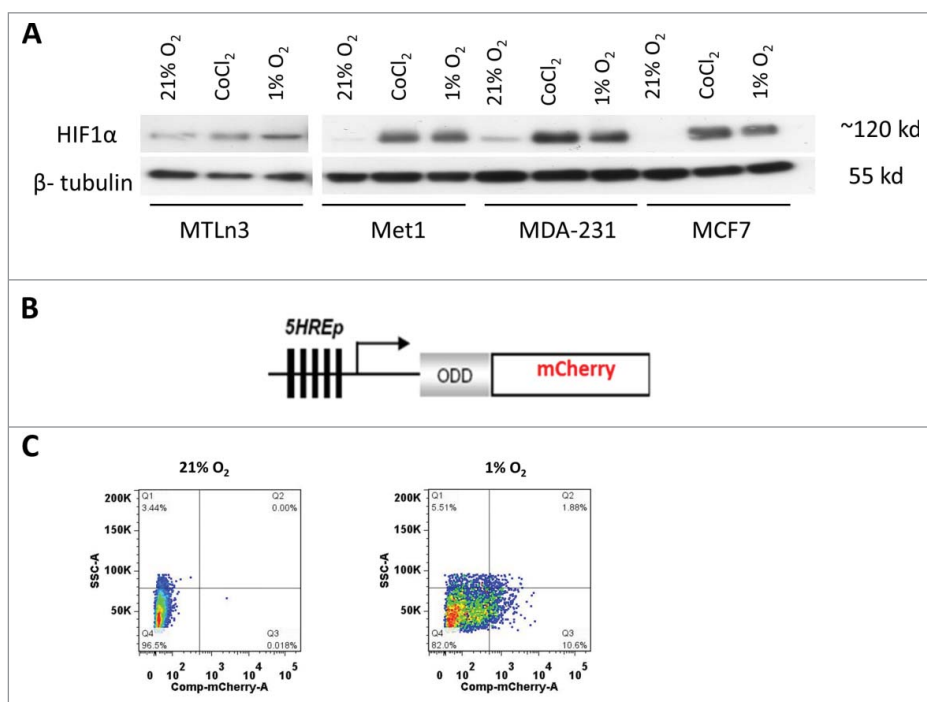 A
21% O2
CoCl2
1% O2
21% O2
CoCl2
1% O2
21% O2
CoCl2
1% O2
21% O2
CoCl2
1% O2
HIF1α
~120 kd
β- tubulin
55 kd
MTLn3
Met1
MDA-231
MCF7
B
5HREp
ODD
mCherry
C
21% O2
1% O2
200K
150K
100K
50K
SSC-A
Q1
3.44%
Q2
0.00%
Q4
96.5%
Q3
0.018%
0 10^2 10^3 10^4 10^5
Comp-mCherry-A
200K
150K
100K
50K
SSC-A
Q1
5.51%
Q2
1.88%
Q4
82.0%
Q3
10.6%
0 10^2 10^3 10^4 10^5
Comp-mCherry-A